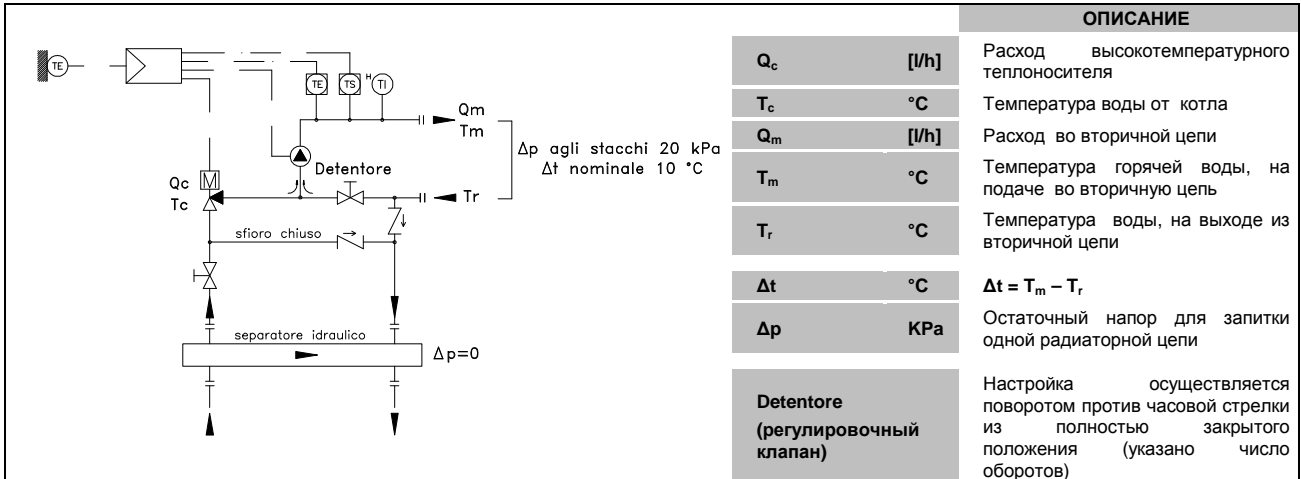 TE
TE
TS
H
TI
Qm
Tm
Δp agli stacchi 20 kPa
Δt nominale 10 °C
Detentore
Qc
M
Tc
Tr
sfioro chiuso
separatore idraulico
Δp=0
ОПИСАНИЕ
Qc [l/h] Расход высокотемпературного
теплоносителя
Tc °C Температура воды от котла
Qm [l/h] Расход во вторичной цепи
Tm °C Температура горячей воды, на
подаче во вторичную цепь
Tr °C Температура воды, на выходе из
вторичной цепи
Δt °C Δt = Tm – Tr
Δp KPa Остаточный напор для запитки
одной радиаторной цепи
Detentore
(регулировочный
клапан)
Настройка осуществляется
поворотом против часовой стрелки
из полностью закрытого
положения (указано число
оборотов)